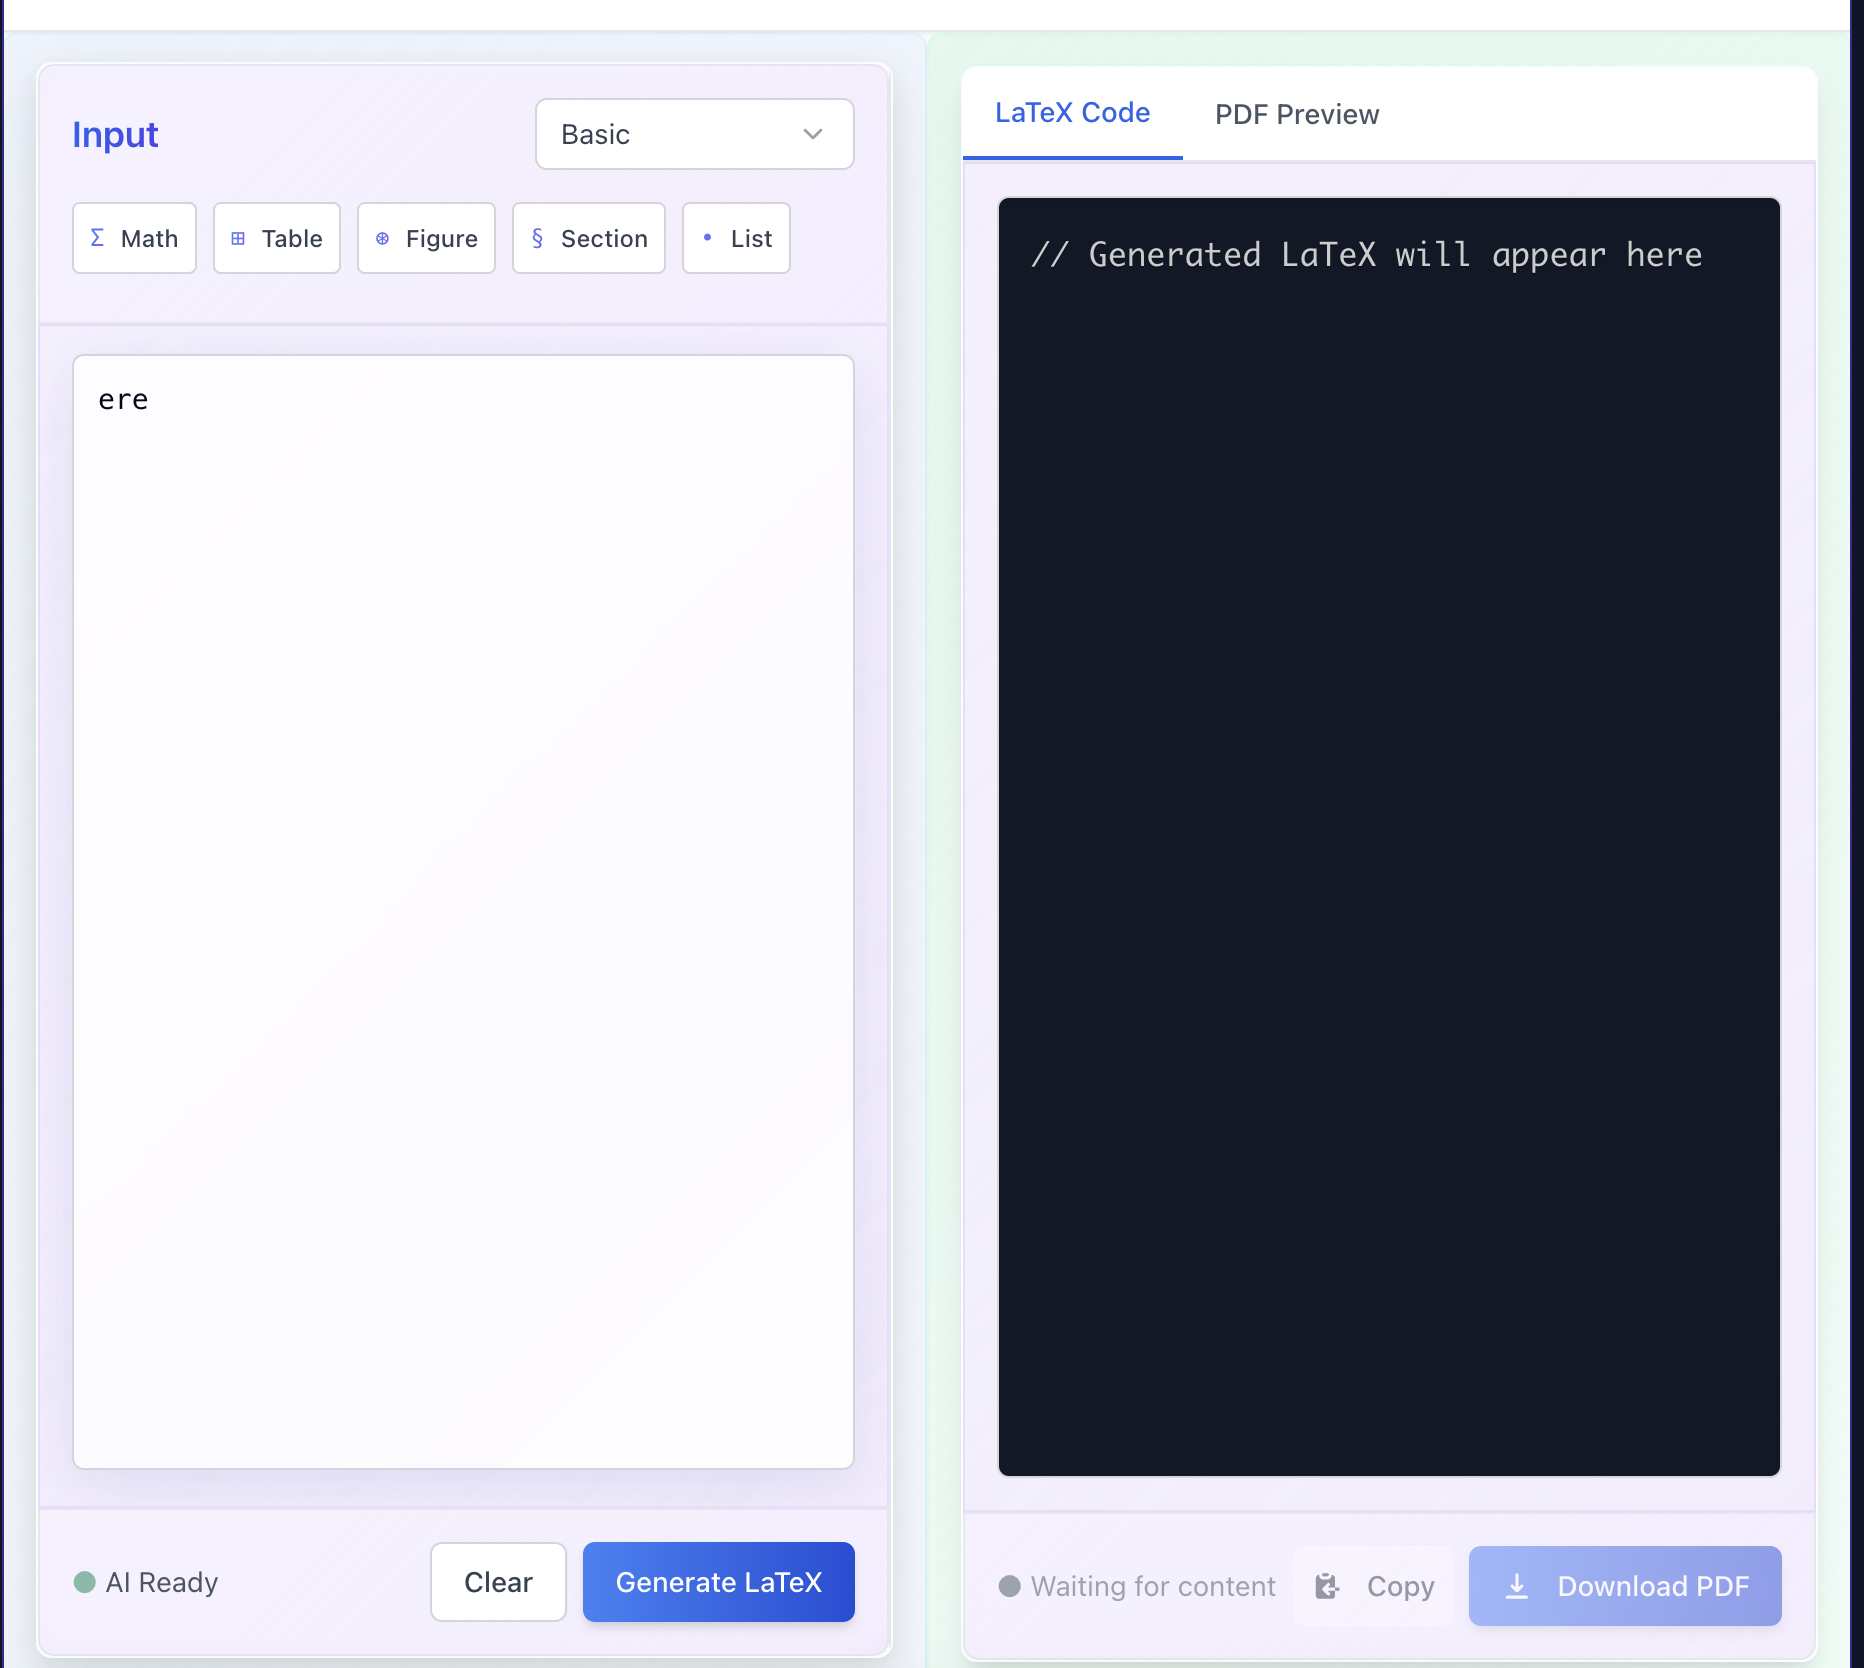 Input
Basic
Σ Math
⊞ Table
⊛ Figure
§ Section
• List
ere
AI Ready
Clear
Generate LaTeX
LaTeX Code
PDF Preview
// Generated LaTeX will appear here
Waiting for content
Copy
Download PDF